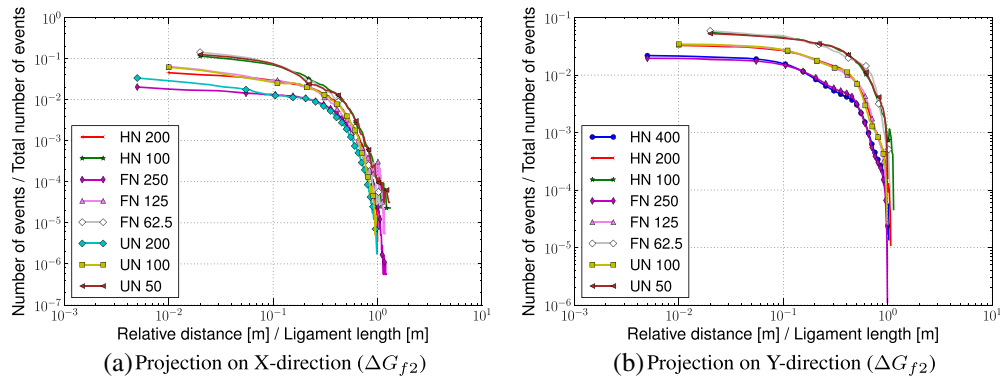 10^0
10^-1
10^-2
10^-3
10^-4
10^-5
10^-6
10^-7
Number of events / Total number of events
HN 200
HN 100
FN 250
FN 125
FN 62.5
UN 200
UN 100
UN 50
10^-3 10^-2 10^-1 10^0 10^1
Relative distance [m] / Ligament length [m]
(a) Projection on X-direction (ΔG_{f2})
10^-1
10^-2
10^-3
10^-4
10^-5
10^-6
Number of events / Total number of events
HN 400
HN 200
HN 100
FN 250
FN 125
FN 62.5
UN 100
UN 50
10^-3 10^-2 10^-1 10^0 10^1
Relative distance [m] / Ligament length [m]
(b) Projection on Y-direction (ΔG_{f2})